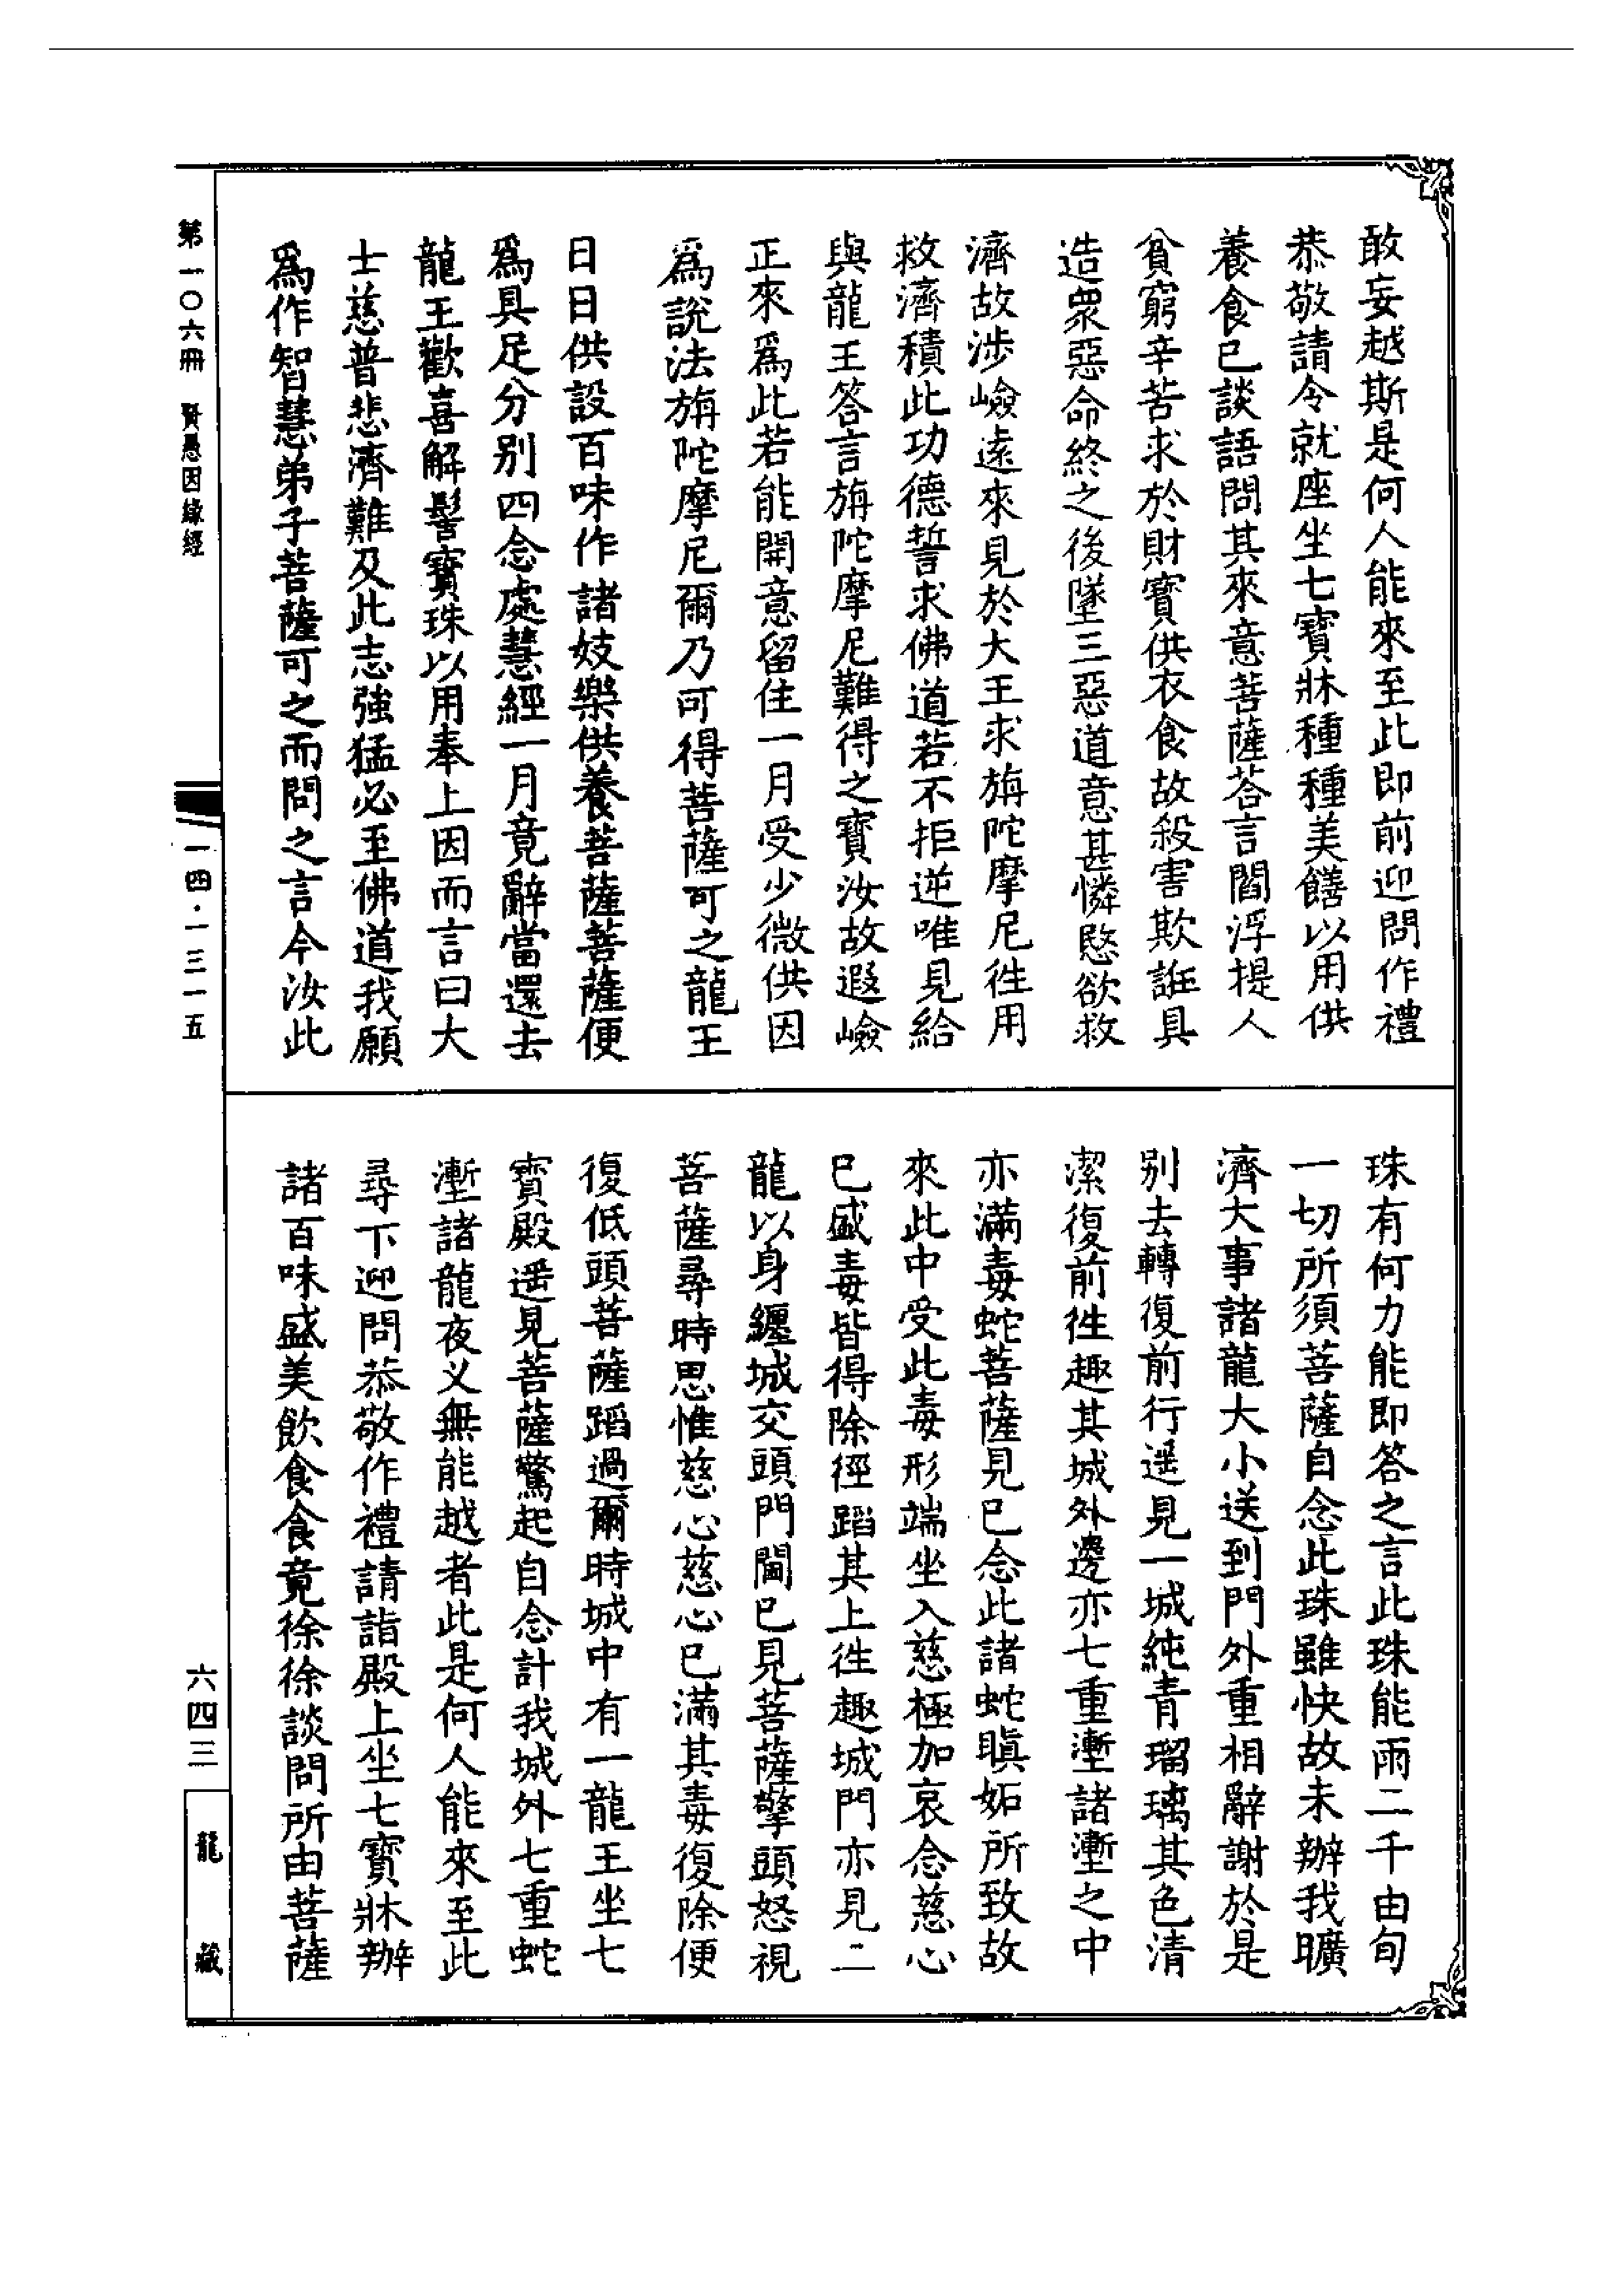 敢妄越斯是何人能來至此即前迎問作禮
恭敬請令就座坐七寶牀種種美饍以用供
養食已談語問其來意菩薩荅言閻浮提人
貧窮辛苦求於財寶供衣食故殺害欺誑具
造眾惡命終之後墜三惡道意甚憐愍欲救
濟故涉嶮遠來見於大王求旃陀摩尼往用
救濟積此功德誓求佛道若不拒逆唯見給
與龍王答言旃陀摩尼難得之寶汝故遐嶮
正來爲此若能開意留住一月受少微供因
爲說法旃陀摩尼爾乃可得菩薩可之龍王
日日供設百味作諸妓樂供養菩薩菩薩便
爲具足分別四念處慧經一月竟辭當還去
龍王歡喜解髻寶珠以用奉上因而言曰大
士慈普悲濟難及此志強猛必至佛道我願
爲作智慧弟子菩薩可之而問之言今汝此
珠有何力能即答之言此珠能雨二千由旬
一切所須菩薩自念此珠雖快故未辦我曠
濟大事諸龍大小送到門外重相辭謝於是
別去轉復前行遥見一城純青瑠璃其色清
潔復前往趣其城外邊亦七重塹諸塹之中
亦滿毒蛇菩薩見已念此諸蛇瞋妬所致故
來此中受此毒形端坐入慈極加哀念慈心
已盛毒皆得除徑蹈其上往趣城門亦見二
龍以身纏城交頭門閫已見菩薩擎頭怒視
菩薩尋時思惟慈心慈心已滿其毒復除便
復低頭菩薩蹈過爾時城中有一龍王坐七
寶殿遥見菩薩驚起自念計我城外七重蛇
塹諸龍夜叉無能越者此是何人能來至此
尋下迎問恭敬作禮請詣殿上坐七寶牀辦
諸百味盛美飲食食竟徐徐談問所由菩薩
第一〇六冊 賢愚因緣經
一四·一三一五
六四三
龍藏